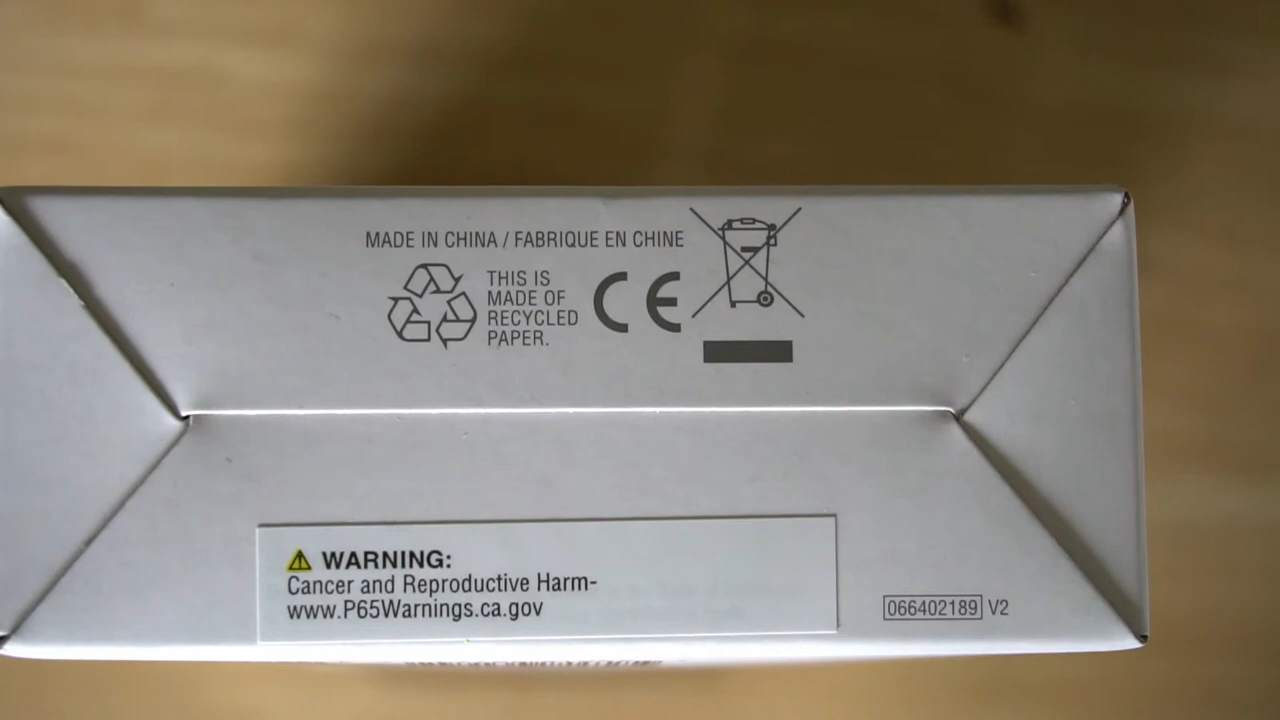 MADE IN CHINA / FABRIQUE EN CHINE
THIS IS
MADE OF
RECYCLED
PAPER.
CE
WARNING:
Cancer and Reproductive Harm-
www.P65Warnings.ca.gov
066402189 V2